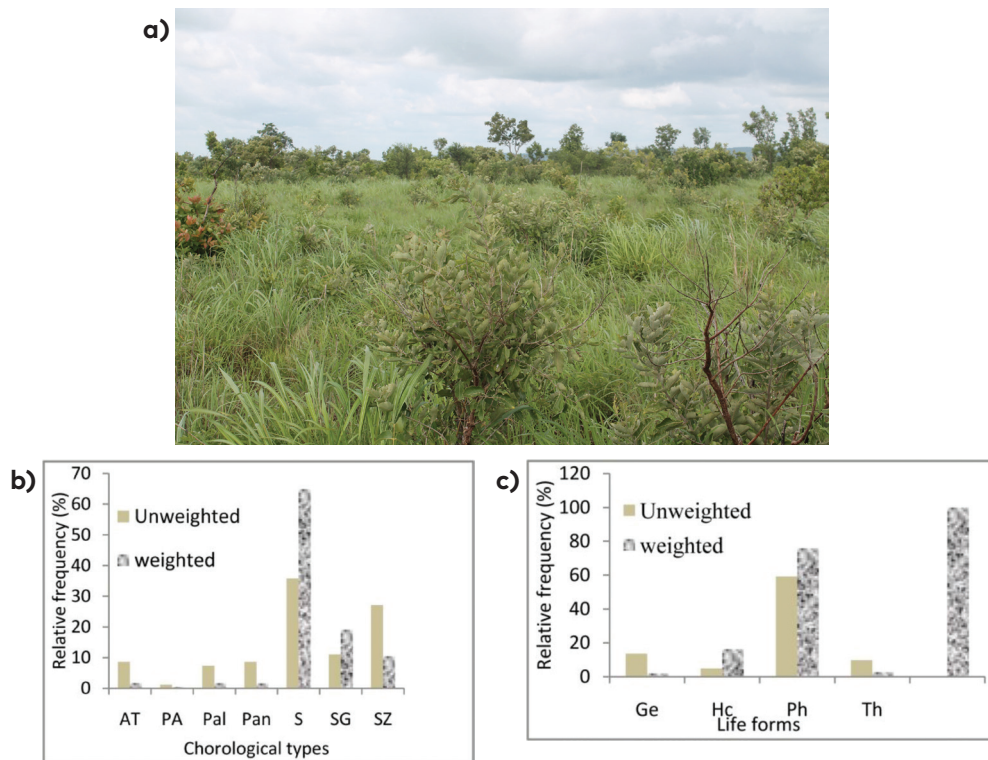 a)
b)
70
60
50
40
30
20
10
0
Relative frequency (%)
Unweighted
weighted
AT PA Pal Pan S SG SZ
Chorological types
c)
120
100
80
60
40
20
0
Relative frequency (%)
Unweighted
weighted
Ge Hc Ph Th
Life forms